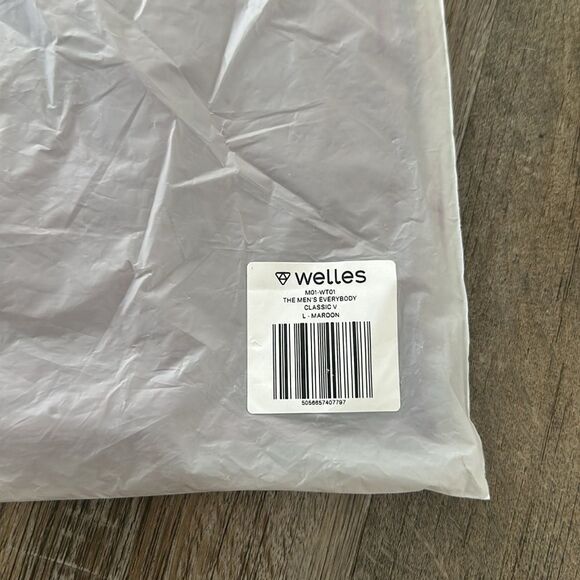 welles
M01-WT01
THE MEN'S EVERYBODY
CLASSIC V
L - MAROON
5056657407797